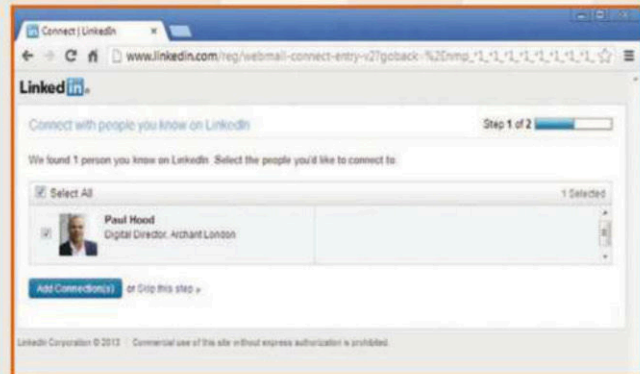 Connect | LinkedIn
www.linkedin.com/reg/webmail-connect-entry-v2?goback=%2Enmp_*1_*1_*1_*1_*1_*1_*1_*1_
Linked in
Connect with people you know on LinkedIn
Step 1 of 2
We found 1 person you know on LinkedIn. Select the people you'd like to connect to.
Select All
1 Selected
Paul Hood
Digital Director, Archant London
Add Connection(s) or Skip this step »
LinkedIn Corporation © 2013 | Commercial use of this site without express authorization is prohibited.